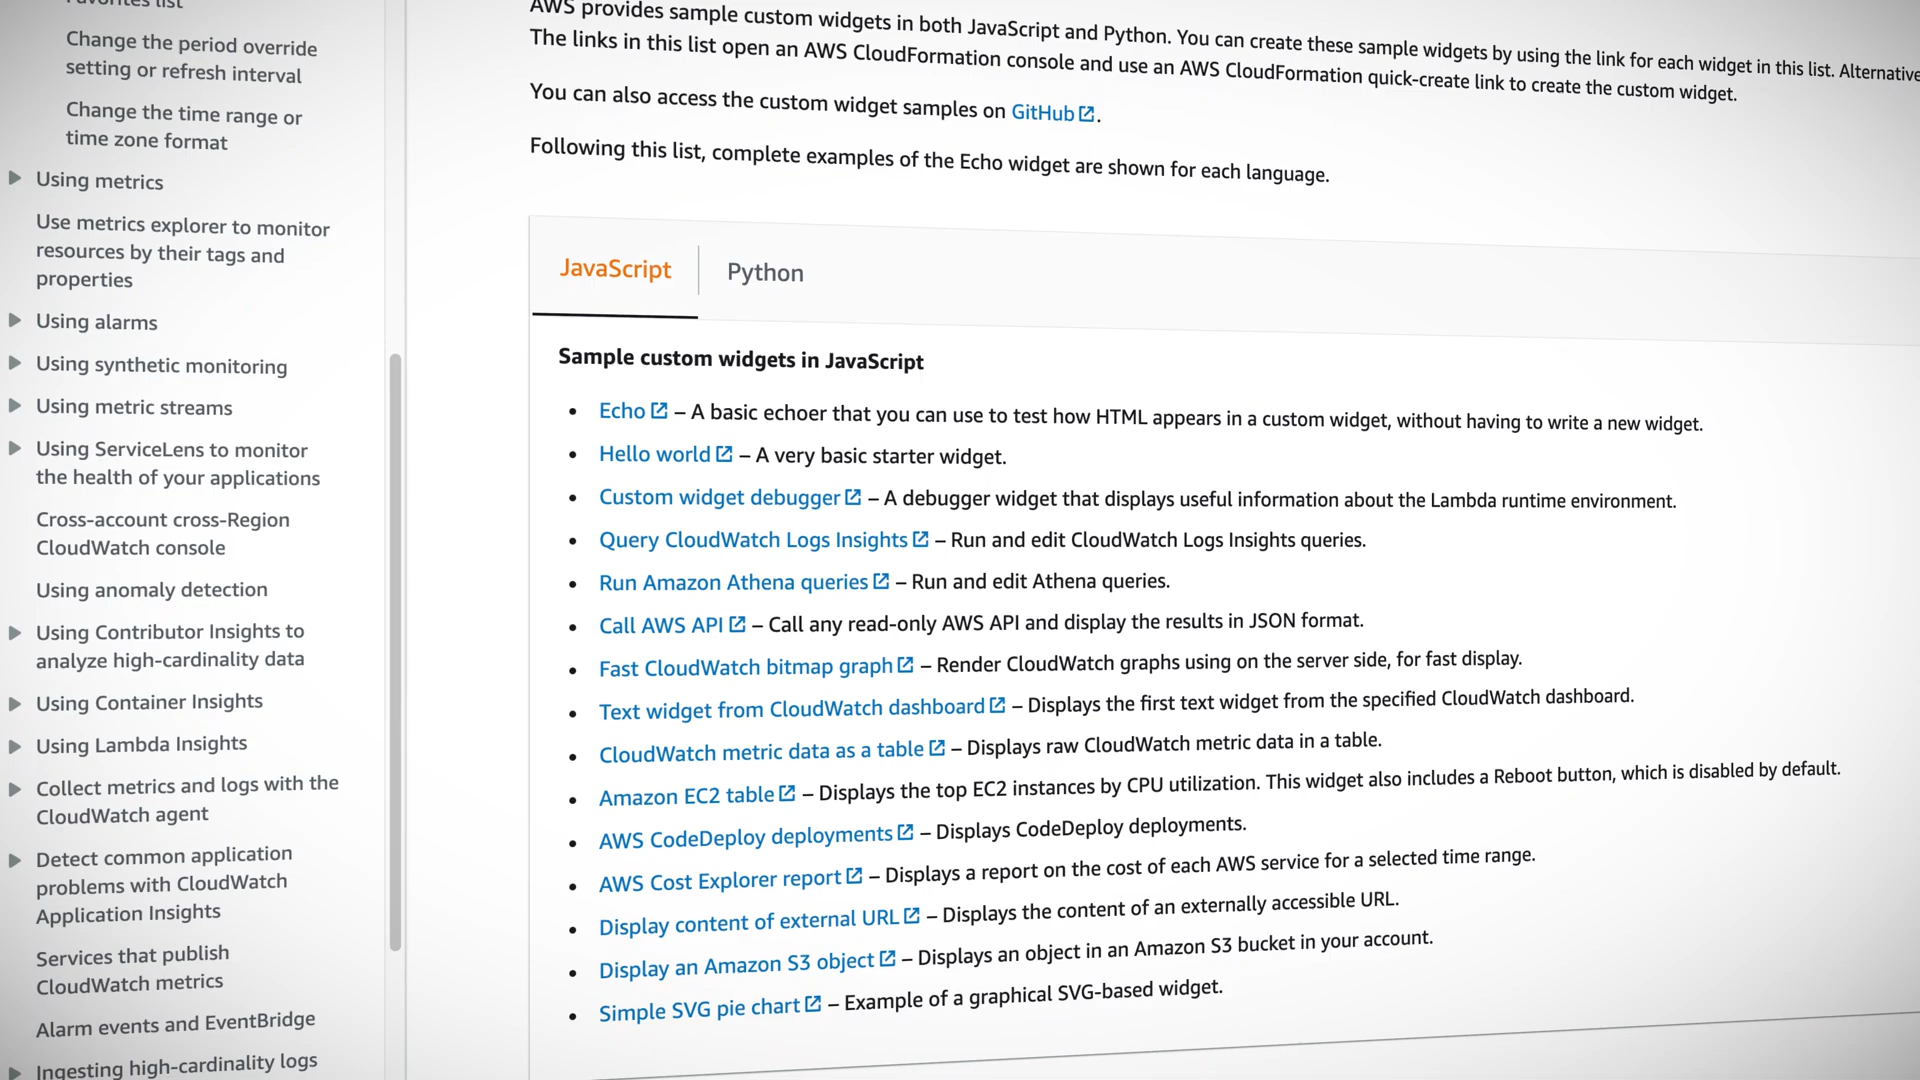 Favorites list
Change the period override
setting or refresh interval
Change the time range or
time zone format
Using metrics
Use metrics explorer to monitor
resources by their tags and
properties
Using alarms
Using synthetic monitoring
Using metric streams
Using ServiceLens to monitor
the health of your applications
Cross-account cross-Region
CloudWatch console
Using anomaly detection
Using Contributor Insights to
analyze high-cardinality data
Using Container Insights
Using Lambda Insights
Collect metrics and logs with the
CloudWatch agent
Detect common application
problems with CloudWatch
Application Insights
Services that publish
CloudWatch metrics
Alarm events and EventBridge
Ingesting high-cardinality logs
AWS provides sample custom widgets in both JavaScript and Python. You can create these sample widgets by using the link for each widget in this list. Alternative
The links in this list open an AWS CloudFormation console and use an AWS CloudFormation quick-create link to create the custom widget.
You can also access the custom widget samples on GitHub.
Following this list, complete examples of the Echo widget are shown for each language.
JavaScript
Python
Sample custom widgets in JavaScript
• Echo – A basic echoer that you can use to test how HTML appears in a custom widget, without having to write a new widget.
• Hello world – A very basic starter widget.
• Custom widget debugger – A debugger widget that displays useful information about the Lambda runtime environment.
• Query CloudWatch Logs Insights – Run and edit CloudWatch Logs Insights queries.
• Run Amazon Athena queries – Run and edit Athena queries.
• Call AWS API – Call any read-only AWS API and display the results in JSON format.
• Fast CloudWatch bitmap graph – Render CloudWatch graphs using on the server side, for fast display.
• Text widget from CloudWatch dashboard – Displays the first text widget from the specified CloudWatch dashboard.
• CloudWatch metric data as a table – Displays raw CloudWatch metric data in a table.
• Amazon EC2 table – Displays the top EC2 instances by CPU utilization. This widget also includes a Reboot button, which is disabled by default.
• AWS CodeDeploy deployments – Displays CodeDeploy deployments.
• AWS Cost Explorer report – Displays a report on the cost of each AWS service for a selected time range.
• Display content of external URL – Displays the content of an externally accessible URL.
• Display an Amazon S3 object – Displays an object in an Amazon S3 bucket in your account.
• Simple SVG pie chart – Example of a graphical SVG-based widget.